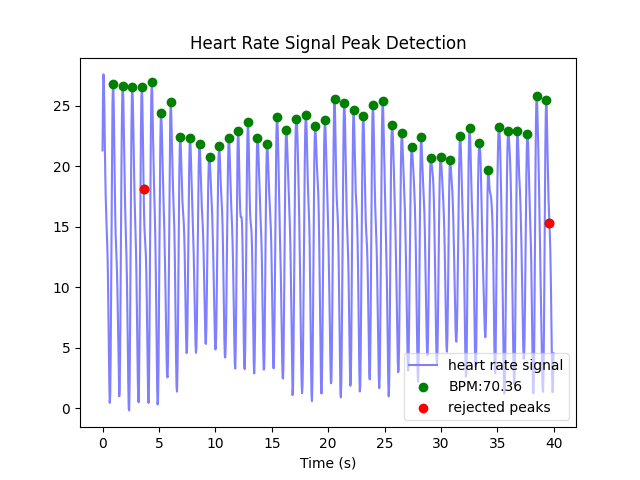 Heart Rate Signal Peak Detection
25
20
15
10
5
0
heart rate signal
BPM:70.36
rejected peaks
0 5 10 15 20 25 30 35 40
Time (s)